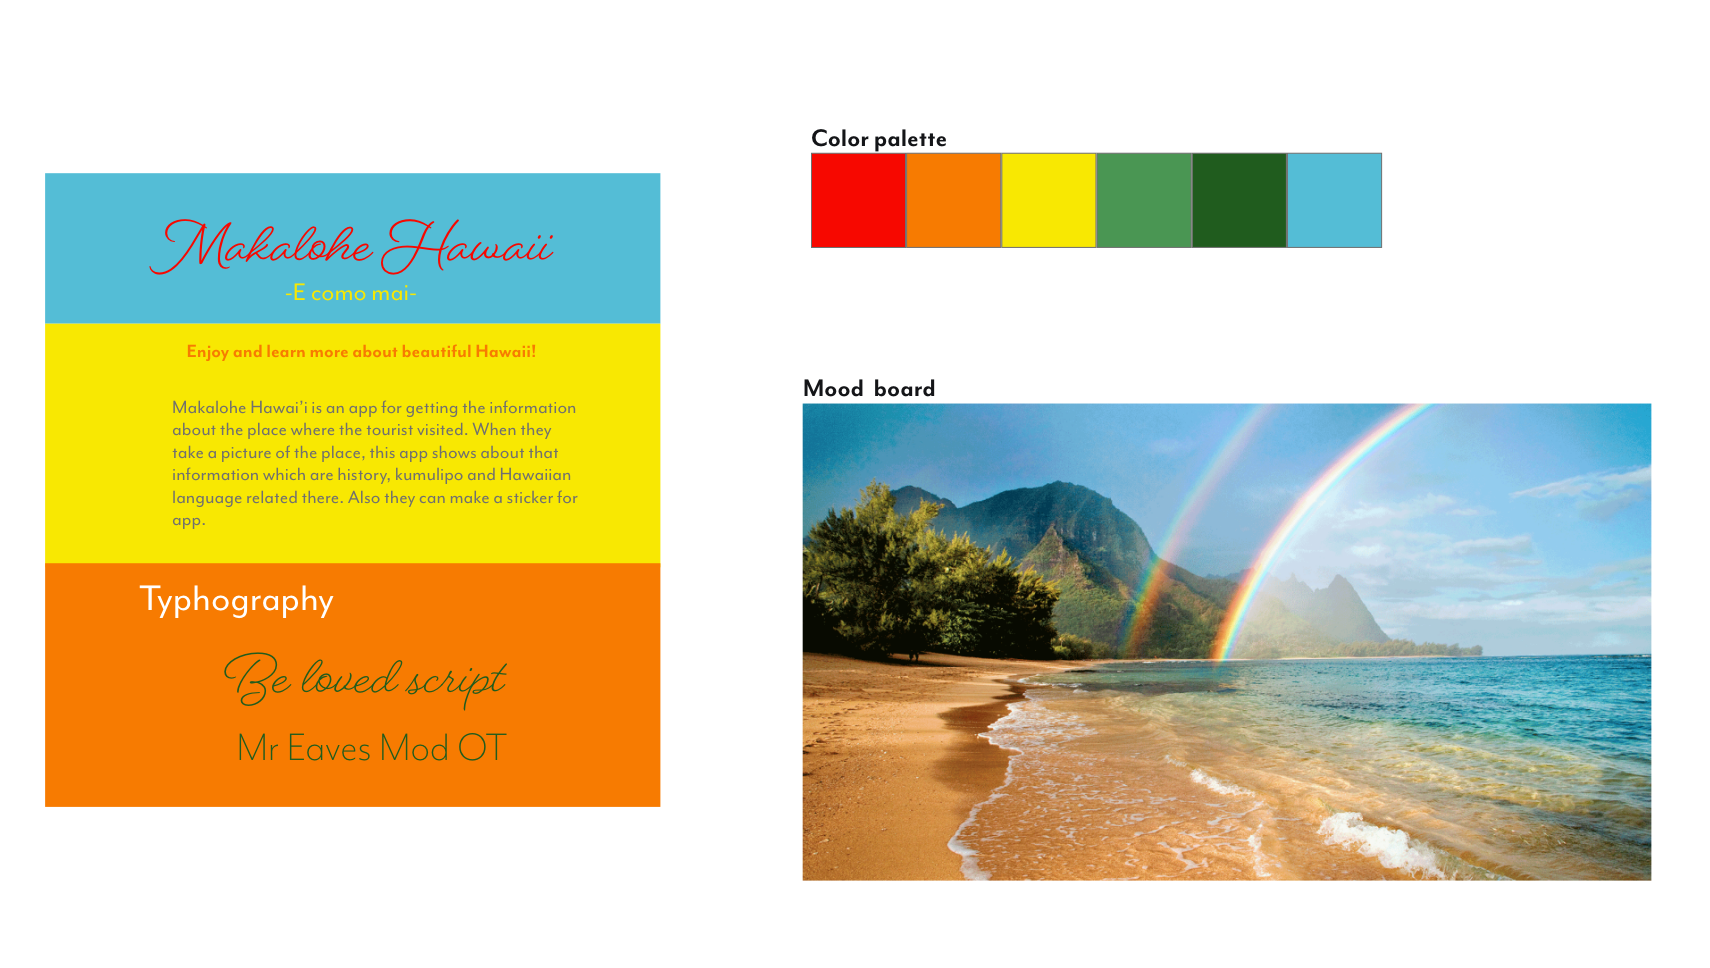 Makalohe Hawaii
-E como mai-
Enjoy and learn more about beautiful Hawaii!
Makalohe Hawai'i is an app for getting the information
about the place where the tourist visited. When they
take a picture of the place, this app shows about that
information which are history, kumulipo and Hawaiian
language related there. Also they can make a sticker for
app.
Typhography
Be loved script
Mr Eaves Mod OT
Color palette
Mood board